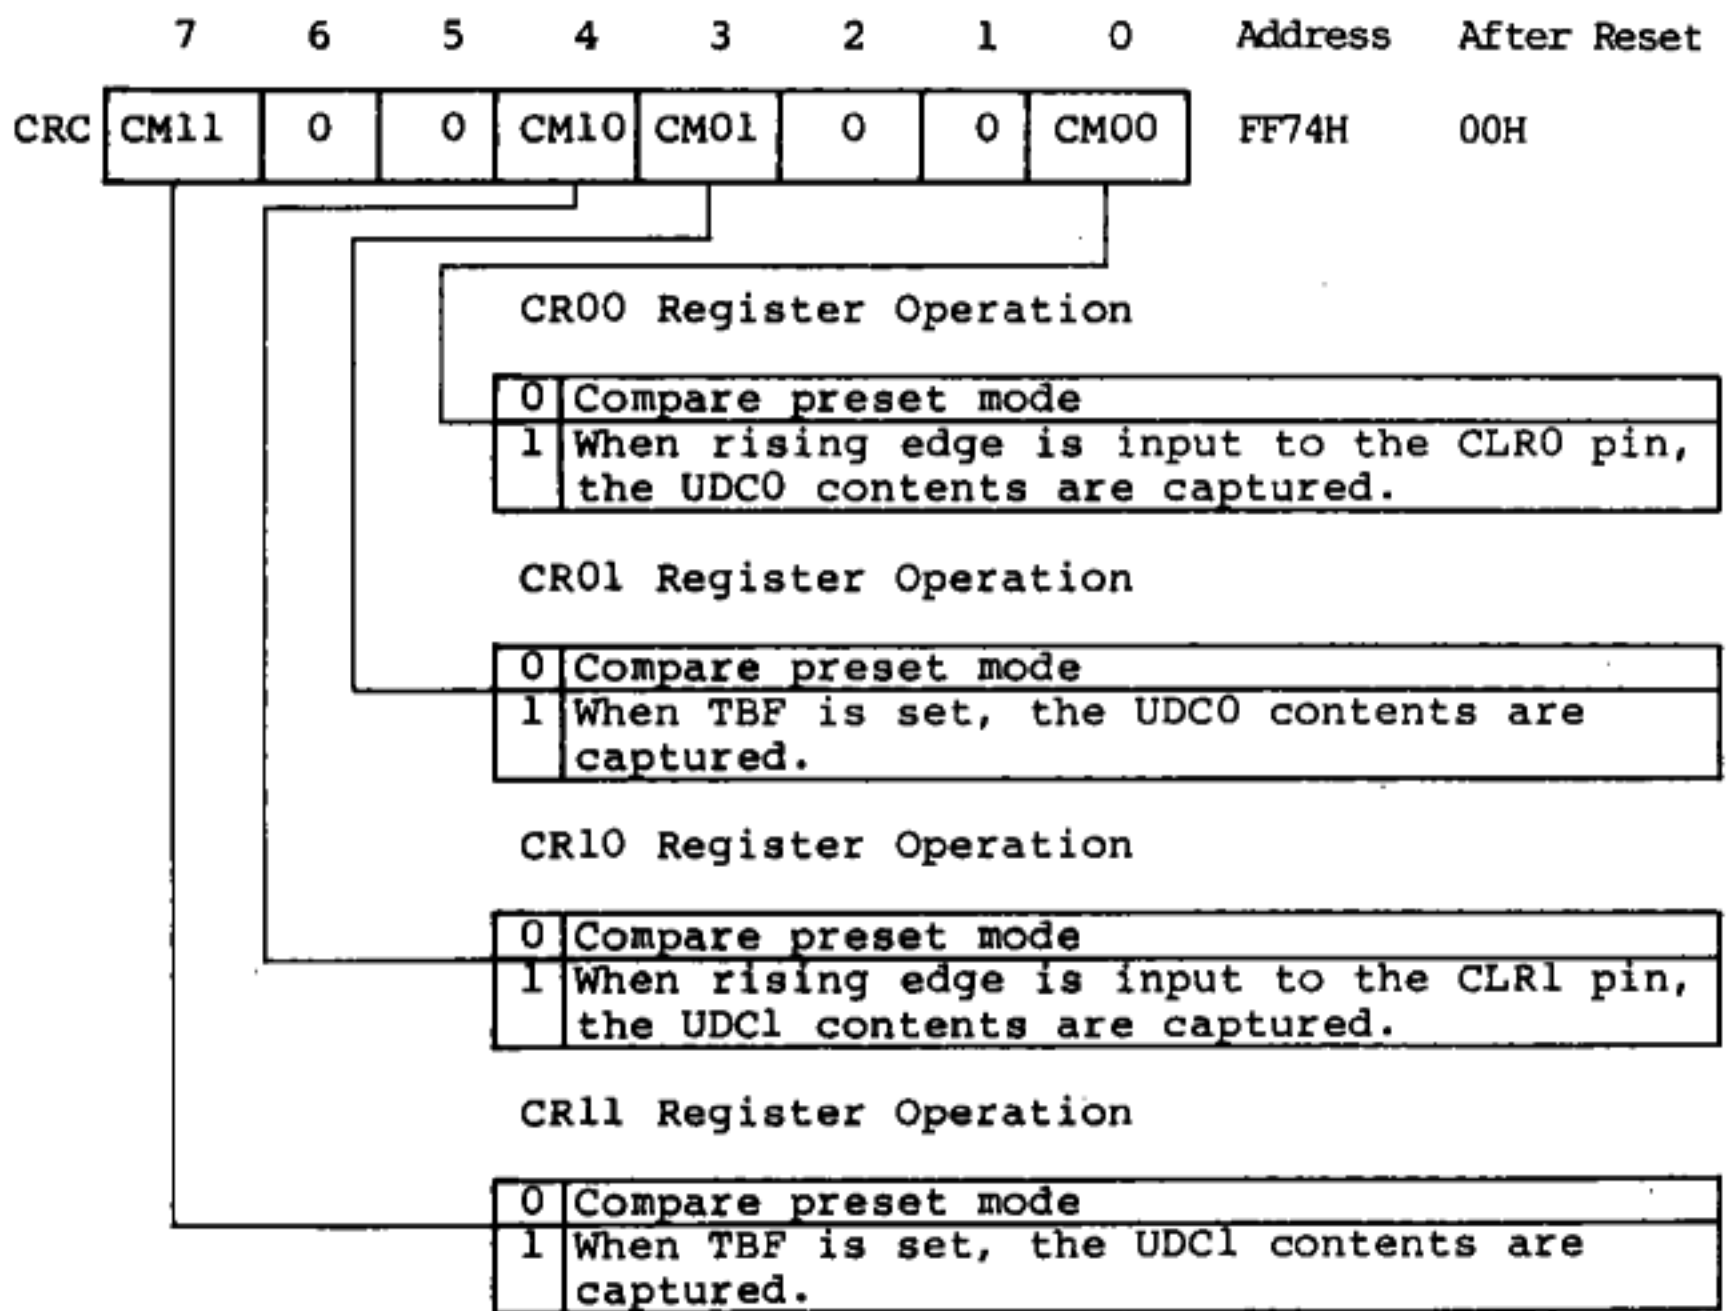 7 6 5 4 3 2 1 0 Address After Reset
CRC CM11 0 0 CM10 CM01 0 0 CM00 FF74H 00H
CR00 Register Operation
0 Compare preset mode
1 When rising edge is input to the CLR0 pin,
the UDC0 contents are captured.
CR01 Register Operation
0 Compare preset mode
1 When TBF is set, the UDC0 contents are
captured.
CR10 Register Operation
0 Compare preset mode
1 When rising edge is input to the CLR1 pin,
the UDC1 contents are captured.
CR11 Register Operation
0 Compare preset mode
1 When TBF is set, the UDC1 contents are
captured.